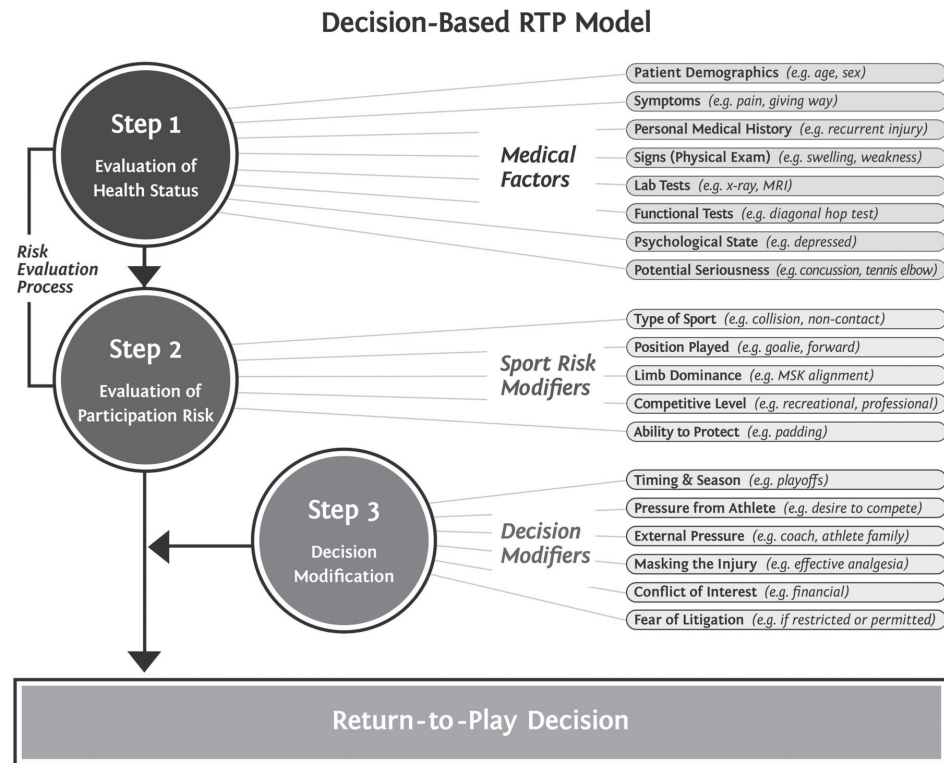 Decision-Based RTP Model
Step 1
Evaluation of
Health Status
Medical
Factors
Patient Demographics (e.g. age, sex)
Symptoms (e.g. pain, giving way)
Personal Medical History (e.g. recurrent injury)
Signs (Physical Exam) (e.g. swelling, weakness)
Lab Tests (e.g. x-ray, MRI)
Functional Tests (e.g. diagonal hop test)
Psychological State (e.g. depressed)
Potential Seriousness (e.g. concussion, tennis elbow)
Risk
Evaluation
Process
Step 2
Evaluation of
Participation Risk
Sport Risk
Modifiers
Type of Sport (e.g. collision, non-contact)
Position Played (e.g. goalie, forward)
Limb Dominance (e.g. MSK alignment)
Competitive Level (e.g. recreational, professional)
Ability to Protect (e.g. padding)
Step 3
Decision
Modification
Decision
Modifiers
Timing & Season (e.g. playoffs)
Pressure from Athlete (e.g. desire to compete)
External Pressure (e.g. coach, athlete family)
Masking the Injury (e.g. effective analgesia)
Conflict of Interest (e.g. financial)
Fear of Litigation (e.g. if restricted or permitted)
Return-to-Play Decision